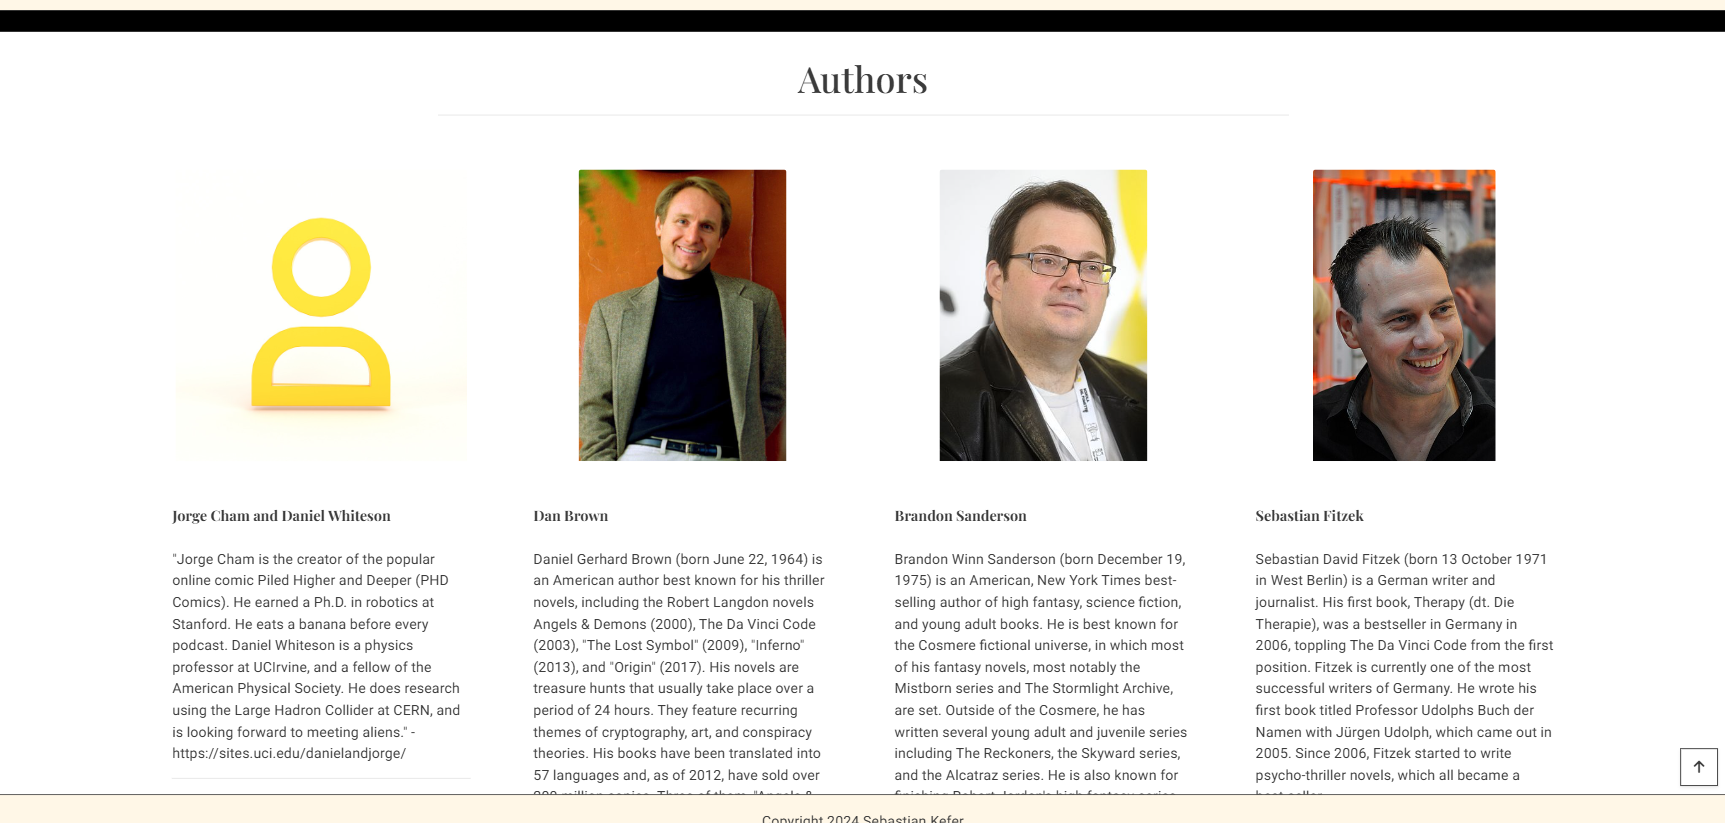 Authors
Jorge Cham and Daniel Whiteson
"Jorge Cham is the creator of the popular
online comic Piled Higher and Deeper (PHD
Comics). He earned a Ph.D. in robotics at
Stanford. He eats a banana before every
podcast. Daniel Whiteson is a physics
professor at UCIrvine, and a fellow of the
American Physical Society. He does research
using the Large Hadron Collider at CERN, and
is looking forward to meeting aliens." -
https://sites.uci.edu/danielandjorge/
Dan Brown
Daniel Gerhard Brown (born June 22, 1964) is
an American author best known for his thriller
novels, including the Robert Langdon novels
Angels & Demons (2000), The Da Vinci Code
(2003), "The Lost Symbol" (2009), "Inferno"
(2013), and "Origin" (2017). His novels are
treasure hunts that usually take place over a
period of 24 hours. They feature recurring
themes of cryptography, art, and conspiracy
theories. His books have been translated into
57 languages and, as of 2012, have sold over
Brandon Sanderson
Brandon Winn Sanderson (born December 19,
1975) is an American, New York Times best-
selling author of high fantasy, science fiction,
and young adult books. He is best known for
the Cosmere fictional universe, in which most
of his fantasy novels, most notably the
Mistborn series and The Stormlight Archive,
are set. Outside of the Cosmere, he has
written several young adult and juvenile series
including The Reckoners, the Skyward series,
and the Alcatraz series. He is also known for
Sebastian Fitzek
Sebastian David Fitzek (born 13 October 1971
in West Berlin) is a German writer and
journalist. His first book, Therapy (dt. Die
Therapie), was a bestseller in Germany in
2006, toppling The Da Vinci Code from the first
position. Fitzek is currently one of the most
successful writers of Germany. He wrote his
first book titled Professor Udolphs Buch der
Namen with Jürgen Udolph, which came out in
2005. Since 2006, Fitzek started to write
psycho-thriller novels, which all became a
Copyright 2024 Sebastian Kefer